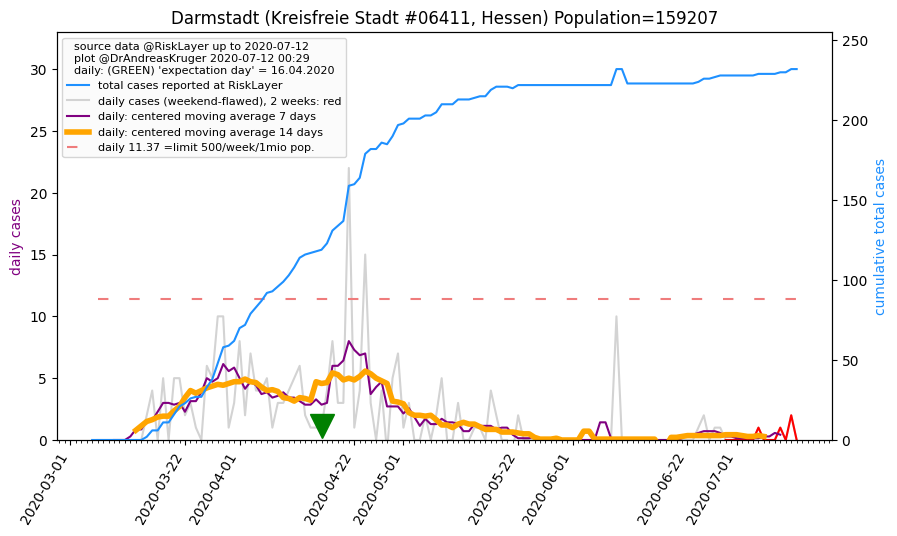 Darmstadt (Kreisfreie Stadt #06411, Hessen) Population=159207
source data @RiskLayer up to 2020-07-12
plot @DrAndreasKruger 2020-07-12 00:29
daily: (GREEN) 'expectation day' = 16.04.2020
total cases reported at RiskLayer
daily cases (weekend-flawed), 2 weeks: red
daily: centered moving average 7 days
daily: centered moving average 14 days
daily 11.37 =limit 500/week/1mio pop.
daily cases
30
25
20
15
10
5
0
cumulative total cases
250
200
150
100
50
0
2020-03-01
2020-03-22
2020-04-01
2020-04-22
2020-05-01
2020-05-22
2020-06-01
2020-06-22
2020-07-01